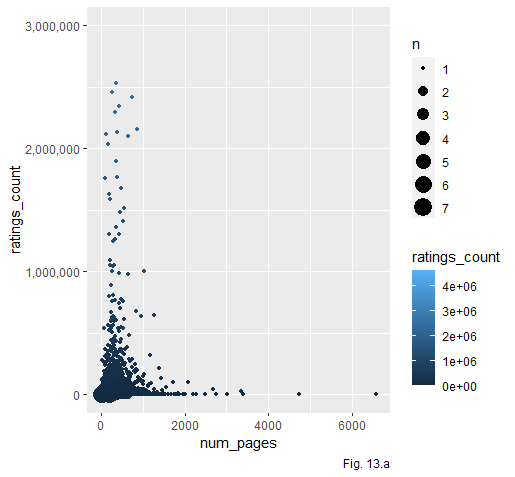 3,000,000
2,000,000
1,000,000
0
ratings_count
0
2000
4000
6000
num_pages
n
1
2
3
4
5
6
7
ratings_count
4e+06
3e+06
2e+06
1e+06
0e+00
Fig. 13.a